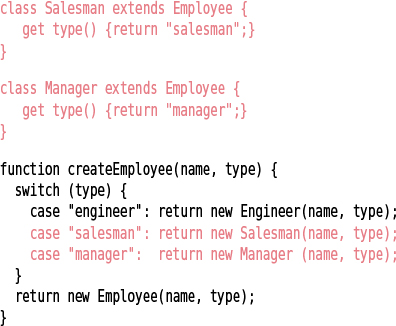 class Salesman extends Employee {
   get type() {return "salesman";}
}

class Manager extends Employee {
   get type() {return "manager";}
}

function createEmployee(name, type) {
  switch (type) {
    case "engineer": return new Engineer(name, type);
    case "salesman": return new Salesman(name, type);
    case "manager":  return new Manager (name, type);
  }
  return new Employee(name, type);
}